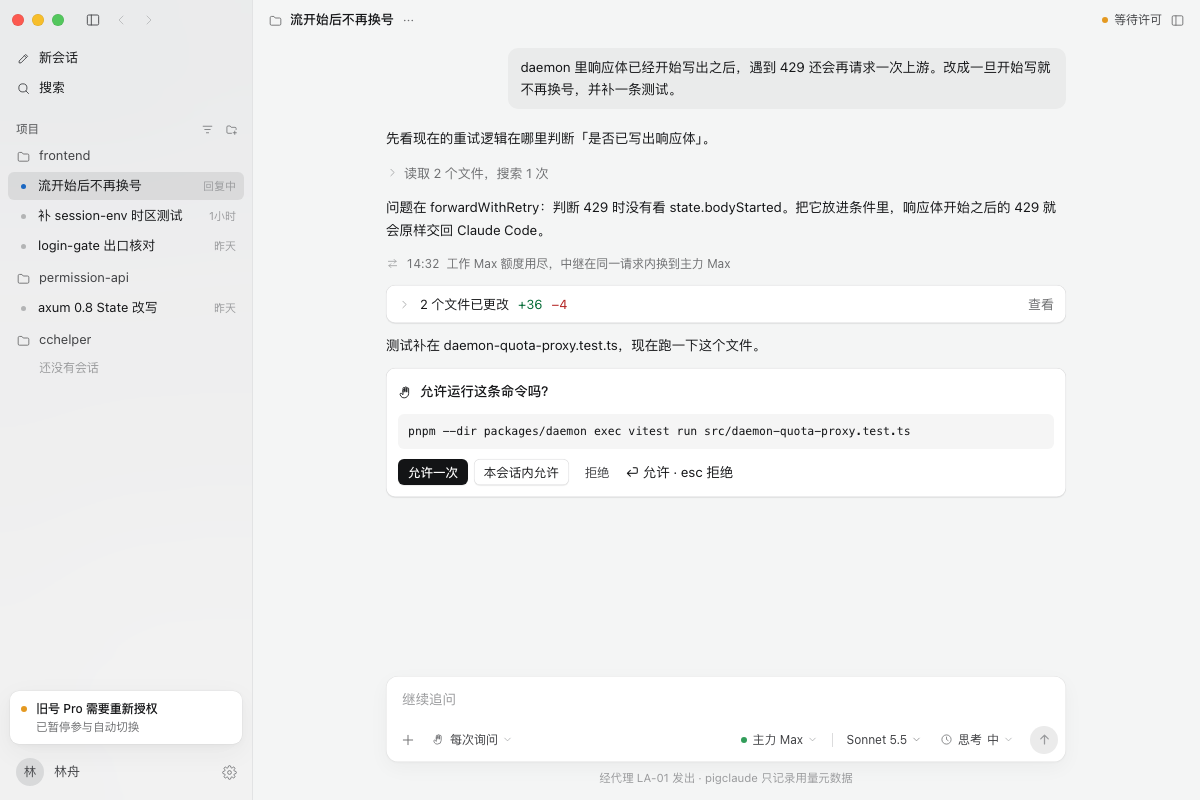 新会话
搜索
项目
frontend
流开始后不再换号 回复中
补 session-env 时区测试 1小时
login-gate 出口核对 昨天
permission-api
axum 0.8 State 改写 昨天
cchelper
还没有会话
旧号 Pro 需要重新授权
已暂停参与自动切换
林 林舟
流开始后不再换号 ··· 等待许可
daemon 里响应体已经开始写出之后，遇到 429 还会再请求一次上游。改成一旦开始写就
不再换号，并补一条测试。
先看现在的重试逻辑在哪里判断「是否已写出响应体」。
读取 2 个文件，搜索 1 次
问题在 forwardWithRetry：判断 429 时没有看 state.bodyStarted。把它放进条件里，响应体开始之后的 429 就
会原样交回 Claude Code。
14:32 工作 Max 额度用尽，中继在同一请求内换到主力 Max
2 个文件已更改 +36 −4 查看
测试补在 daemon-quota-proxy.test.ts，现在跑一下这个文件。
允许运行这条命令吗?
pnpm --dir packages/daemon exec vitest run src/daemon-quota-proxy.test.ts
允许一次 本会话内允许 拒绝 ↵ 允许 · esc 拒绝
继续追问
每次询问 主力 Max Sonnet 5.5 思考 中
经代理 LA-01 发出 · pigclaude 只记录用量元数据